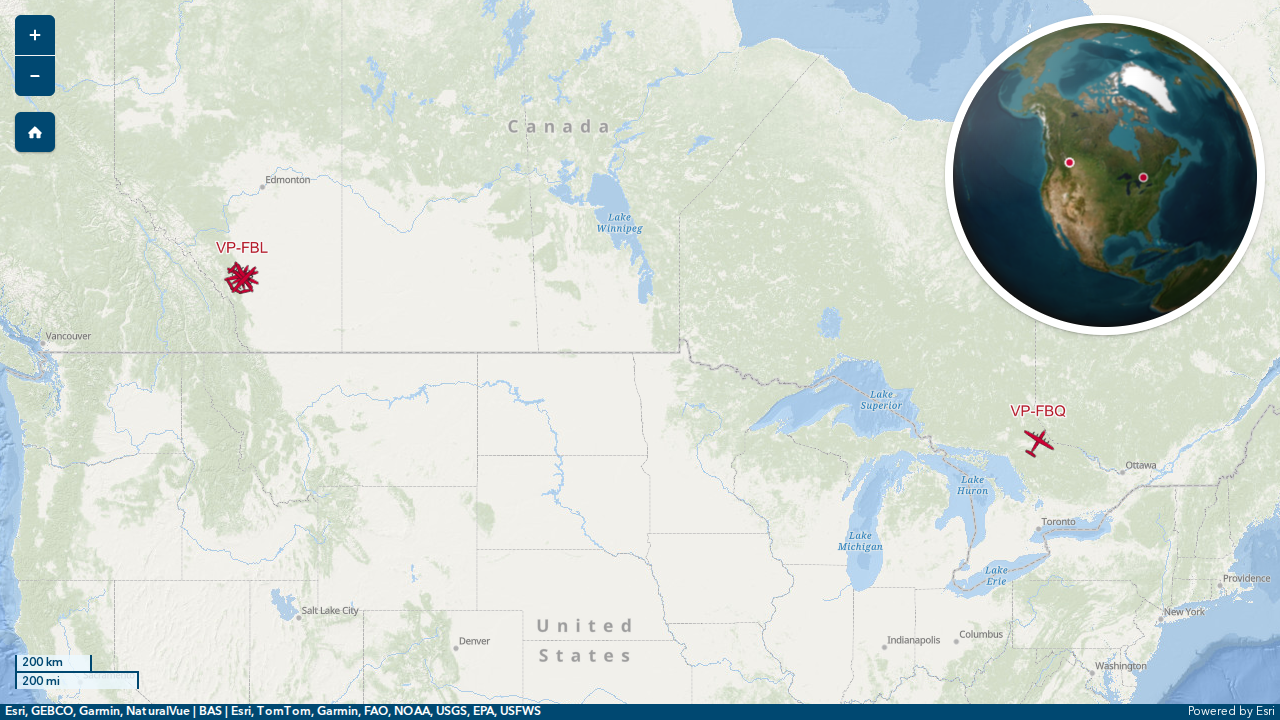 +
−
Canada
Edmonton
Lake
Winnipeg
VP-FBL
Vancouver
Lake
Superior
VP-FBQ
Ottawa
Lake
Huron
Toronto
Lake
Michigan
Lake
Erie
Providence
Salt Lake City
New York
United
States
Denver
Indianapolis
Columbus
Washington
200 km
200 mi
Sacramento
Esri, GEBCO, Garmin, NaturalVue | BAS | Esri, TomTom, Garmin, FAO, NOAA, USGS, EPA, USFWS
Powered by Esri